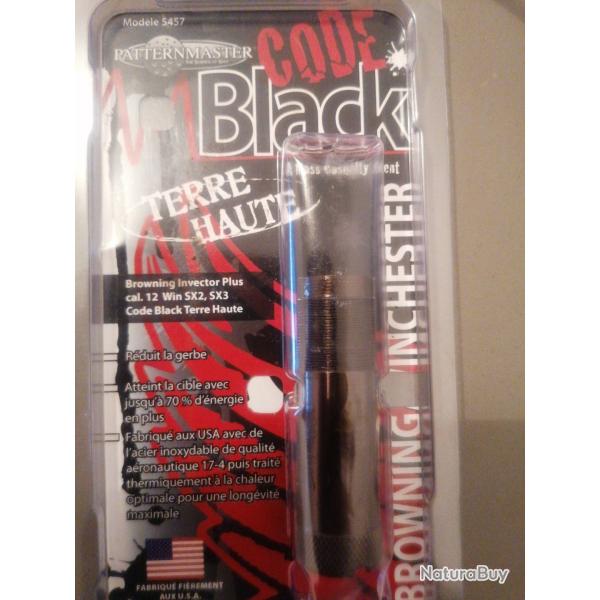 Modele 5457
PATTERNMASTER
CODE
Black
TERRE
HAUTE
Browning Invector Plus
cal. 12 Win SX2, SX3
Code Black Terre Haute
Réduit la gerbe
Atteint la cible avec
jusqu'à 70 % d'énergie
en plus
Fabriqué aux USA avec de
l'acier inoxydable de qualité
aéronautique 17-4 puis traité
thermiquement à la chaleur
optimale pour une longévité
maximale
FABRIQUÉ FIÈREMENT
AUX U.S.A.
BROWNING/WINCHESTER
NaturaBuy